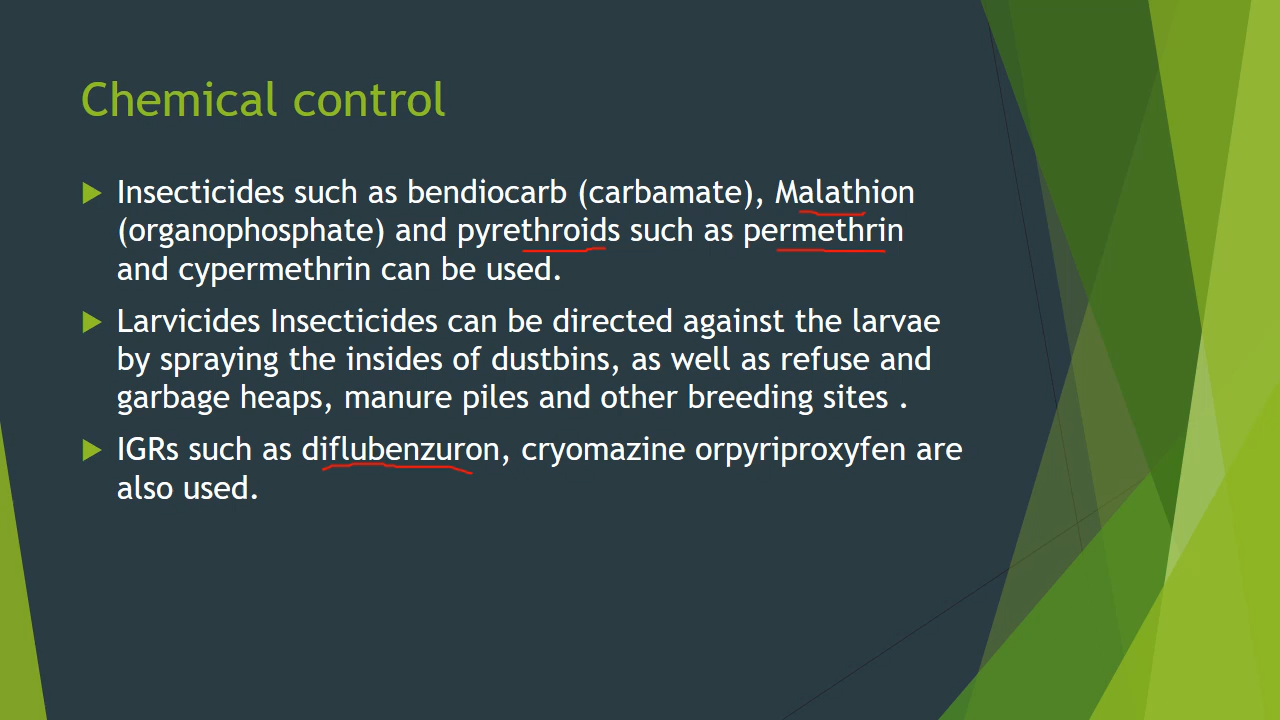 Chemical control
Insecticides such as bendiocarb (carbamate), Malathion
(organophosphate) and pyrethroids such as permethrin
and cypermethrin can be used.
Larvicides Insecticides can be directed against the larvae
by spraying the insides of dustbins, as well as refuse and
garbage heaps, manure piles and other breeding sites .
IGRs such as diflubenzuron, cryomazine orpyriproxyfen are
also used.